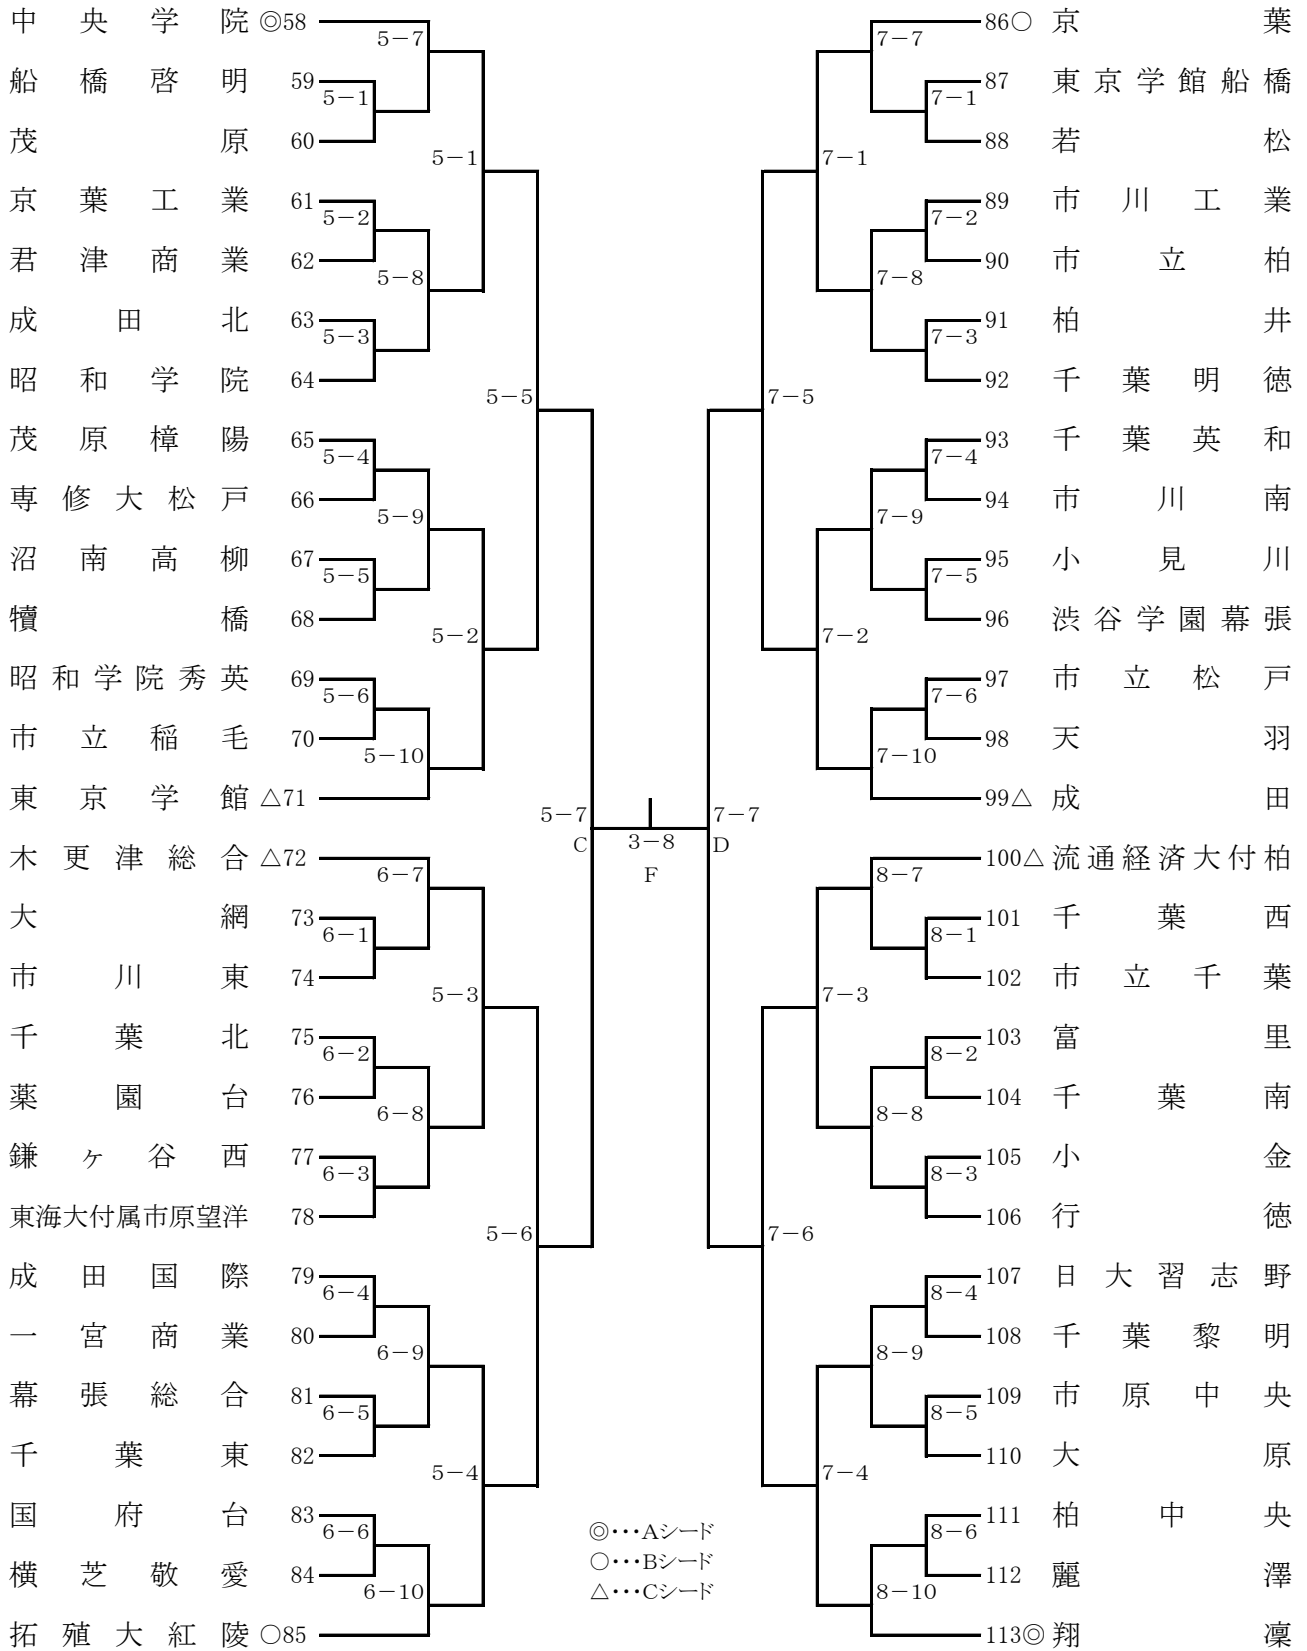 中央学院 ◎58
5-7
船橋啓明 59
5-1
茂原 60
5-1
京葉工業 61
5-2
君津商業 62
5-8
成田北 63
5-3
昭和学院 64
5-5
茂原樟陽 65
5-4
専修大松戸 66
5-9
沼南高柳 67
5-5
犢橋 68
5-2
昭和学院秀英 69
5-6
市立稲毛 70
5-10
東京学館 △71
5-7
C
木更津総合 △72
6-7
大網 73
6-1
市川東 74
5-3
千葉北 75
6-2
薬園台 76
6-8
鎌ヶ谷西 77
6-3
東海大付属市原望洋 78
5-6
成田国際 79
6-4
一宮商業 80
6-9
幕張総合 81
6-5
千葉東 82
5-4
国府台 83
6-6
横芝敬愛 84
6-10
拓殖大紅陵 ○85
3-8
F
◎・・・Aシード
○・・・Bシード
△・・・Cシード
86○ 京葉
7-7
87 東京学館船橋
7-1
88 若松
7-1
89 市川工業
7-2
90 市立柏
7-8
91 柏井
7-3
92 千葉明徳
7-5
93 千葉英和
7-4
94 市川南
7-9
95 小見川
7-5
96 渋谷学園幕張
7-2
97 市立松戸
7-6
98 天羽
7-10
99△ 成田
7-7
D
100△ 流通経済大付柏
8-7
101 千葉西
8-1
102 市立千葉
7-3
103 富里
8-2
104 千葉南
8-8
105 小金
8-3
106 行徳
7-6
107 日大習志野
8-4
108 千葉黎明
8-9
109 市原中央
8-5
110 大原
7-4
111 柏中央
8-6
112 麗澤
8-10
113◎ 翔凜